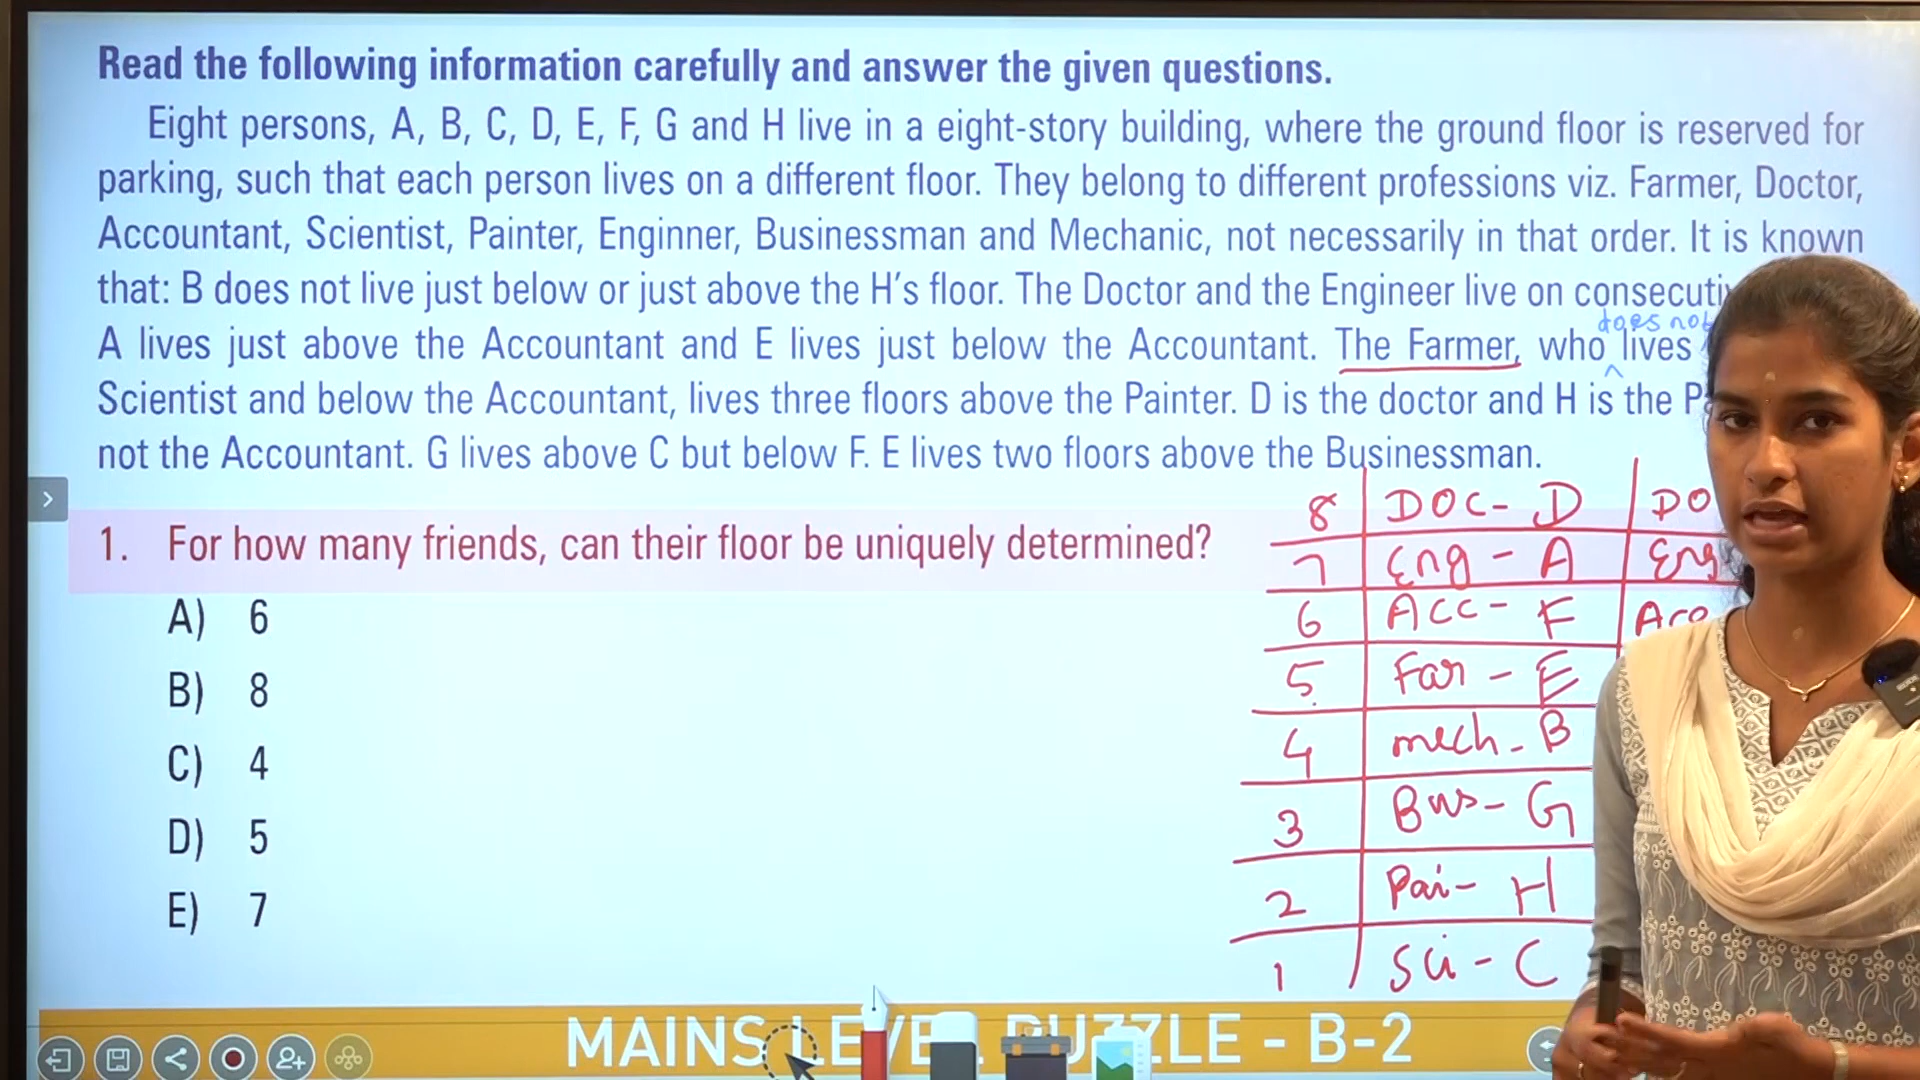 Read the following information carefully and answer the given questions.
Eight persons, A, B, C, D, E, F, G and H live in a eight-story building, where the ground floor is reserved for
parking, such that each person lives on a different floor. They belong to different professions viz. Farmer, Doctor,
Accountant, Scientist, Painter, Enginner, Businessman and Mechanic, not necessarily in that order. It is known
that: B does not live just below or just above the H's floor. The Doctor and the Engineer live on consecuti
does not
A lives just above the Accountant and E lives just below the Accountant. The Farmer, who lives
Scientist and below the Accountant, lives three floors above the Painter. D is the doctor and H is the P
not the Accountant. G lives above C but below F. E lives two floors above the Businessman.
1. For how many friends, can their floor be uniquely determined?
A) 6
B) 8
C) 4
D) 5
E) 7
8 DOC - D DO
7 Eng - A Eng
6 ACC - F Acc
5 Far - E
4 mech - B
3 Bus - G
2 Pai - H
1 Sci - C
MAINS LEVEL PUZZLE - B-2